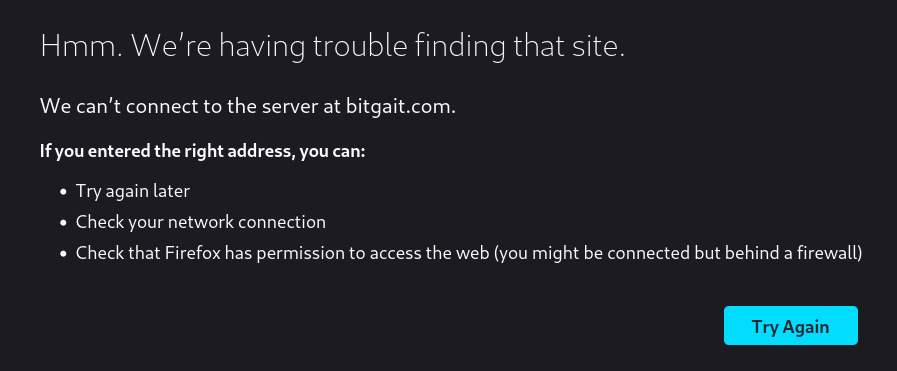 Hmm. We’re having trouble finding that site.
We can’t connect to the server at bitgait.com.
If you entered the right address, you can:
• Try again later
• Check your network connection
• Check that Firefox has permission to access the web (you might be connected but behind a firewall)
Try Again